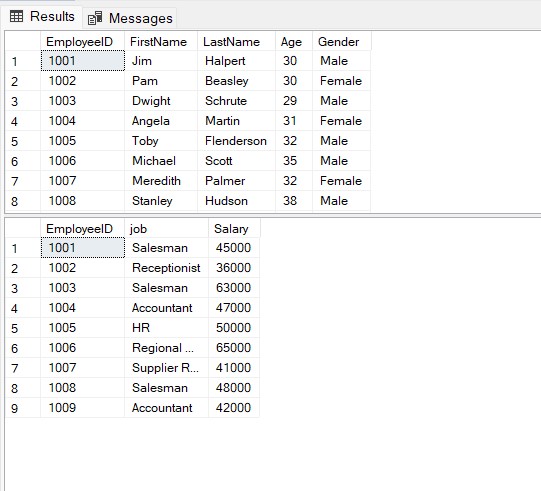 Results Messages
EmployeeID FirstName LastName Age Gender
1 1001 Jim Halpert 30 Male
2 1002 Pam Beasley 30 Female
3 1003 Dwight Schrute 29 Male
4 1004 Angela Martin 31 Female
5 1005 Toby Flenderson 32 Male
6 1006 Michael Scott 35 Male
7 1007 Meredith Palmer 32 Female
8 1008 Stanley Hudson 38 Male
EmployeeID job Salary
1 1001 Salesman 45000
2 1002 Receptionist 36000
3 1003 Salesman 63000
4 1004 Accountant 47000
5 1005 HR 50000
6 1006 Regional ... 65000
7 1007 Supplier R... 41000
8 1008 Salesman 48000
9 1009 Accountant 42000